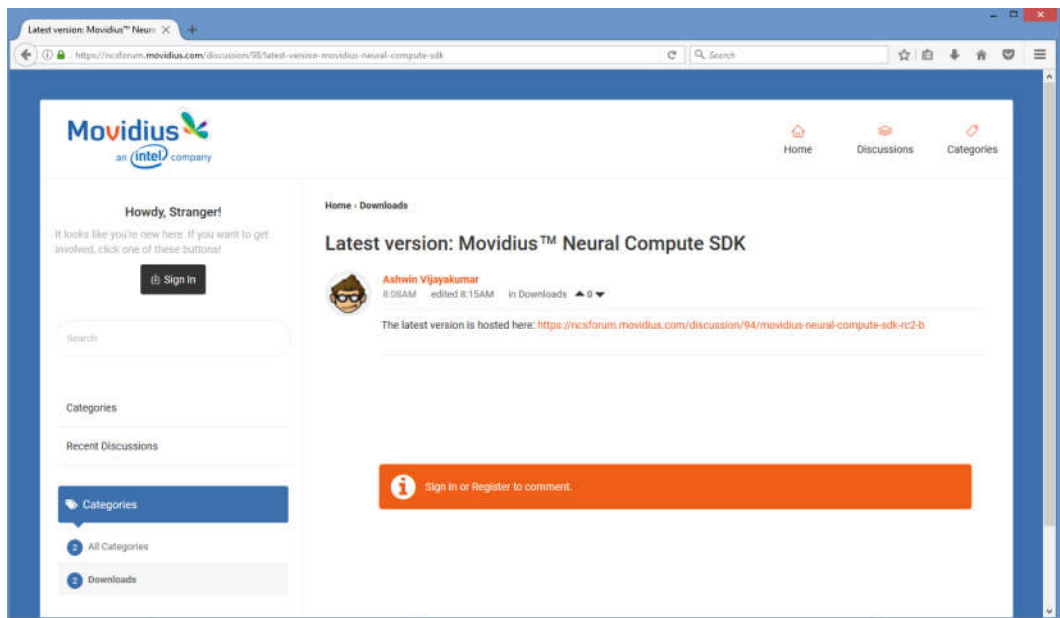 Latest version: Movidius™ Neur
https://ncsforum.movidius.com/discussion/98/latest-version-movidius-neural-compute-sdk
Search
Movidius
an intel company
Home
Discussions
Categories
Howdy, Stranger!
It looks like you're new here. If you want to get
involved, click one of these buttons!
Sign In
Search
Categories
Recent Discussions
Categories
2 All Categories
2 Downloads
Home › Downloads
Latest version: Movidius™ Neural Compute SDK
Ashwin Vijayakumar
8:08AM edited 8:15AM in Downloads 0
The latest version is hosted here: https://ncsforum.movidius.com/discussion/94/movidius-neural-compute-sdk-rc2-b
Sign In or Register to comment.